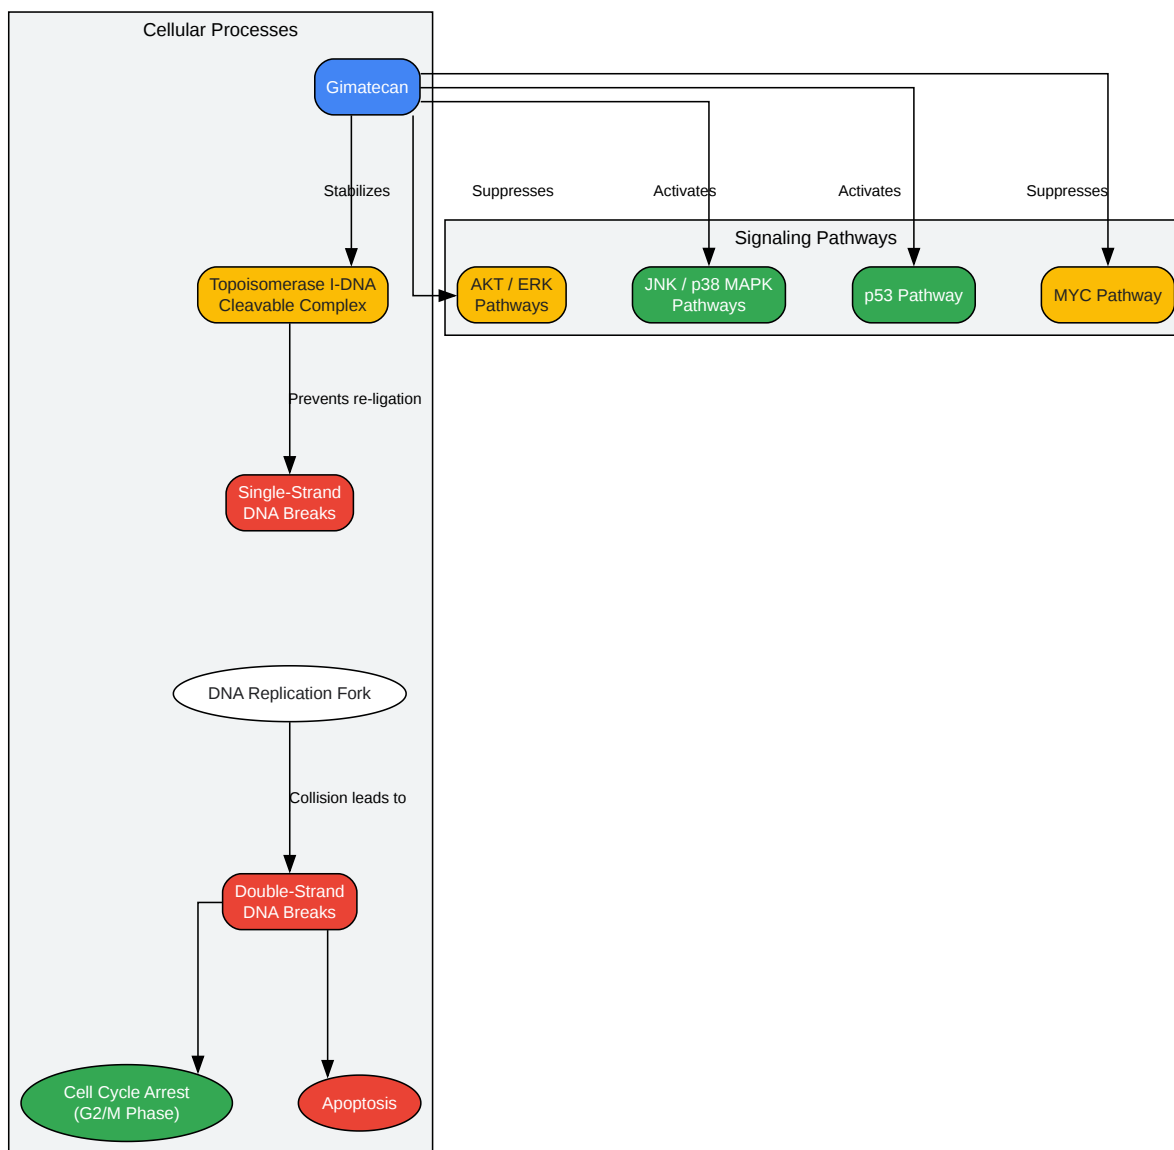 Cellular Processes
Gimatecan
Stabilizes
Suppresses
Activates
Activates
Suppresses
Signaling Pathways
Topoisomerase I-DNA
Cleavable Complex
AKT / ERK
Pathways
JNK / p38 MAPK
Pathways
p53 Pathway
MYC Pathway
Prevents re-ligation
Single-Strand
DNA Breaks
DNA Replication Fork
Collision leads to
Double-Strand
DNA Breaks
Cell Cycle Arrest
(G2/M Phase)
Apoptosis